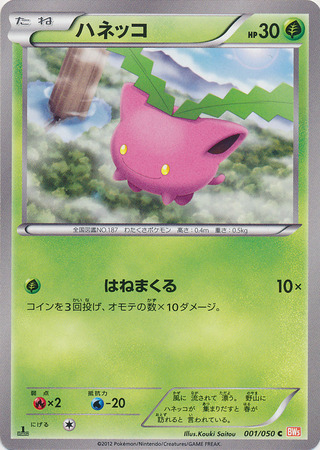 たね ハネッコ HP30
全国図鑑NO.187 わたくさポケモン 高さ:0.4m 重さ:0.5kg
はねまくる 10×
コインを3回投げ、オモテの数×10ダメージ。
弱点 抵抗力
×2 -20
にげる
風に 流されて 漂う。 野山に
ハネッコが 集まりだすと 春が
訪れると 言われている。
1
Illus.Kouki Saitou 001/050 C BW5
©2012 Pokémon/Nintendo/Creatures/GAME FREAK.